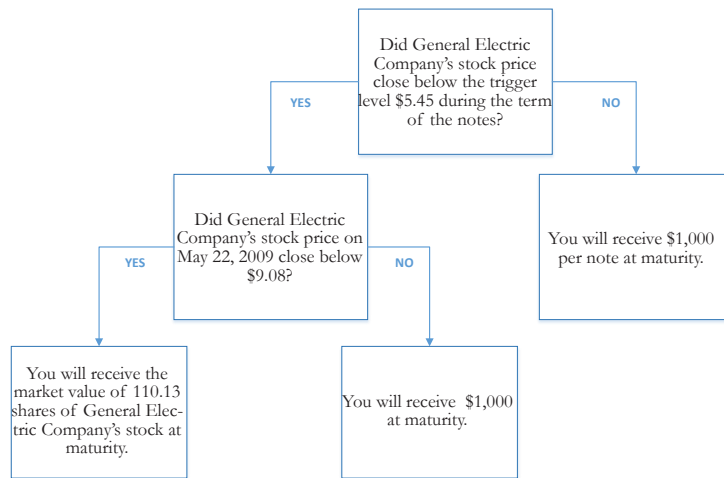 Did General Electric
Company's stock price
close below the trigger
level $5.45 during the term
of the notes?
YES
NO
Did General Electric
Company's stock price on
May 22, 2009 close below
$9.08?
You will receive $1,000
per note at maturity.
YES
NO
You will receive the
market value of 110.13
shares of General Elec-
tric Company's stock at
maturity.
You will receive $1,000
at maturity.